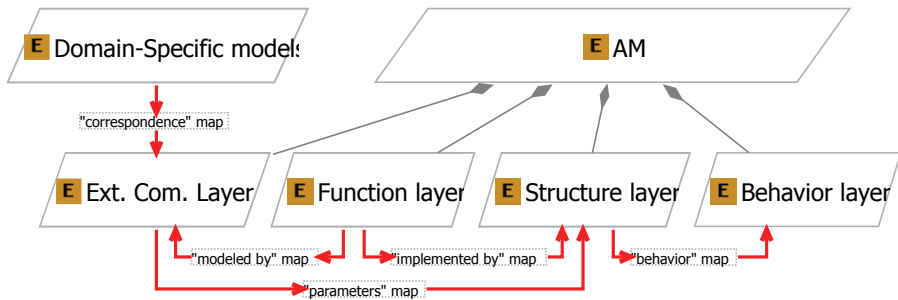 E Domain-Specific models
E AM
"correspondence" map
E Ext. Com. Layer
E Function layer
E Structure layer
E Behavior layer
"modeled by" map
"implemented by" map
"behavior" map
"parameters" map